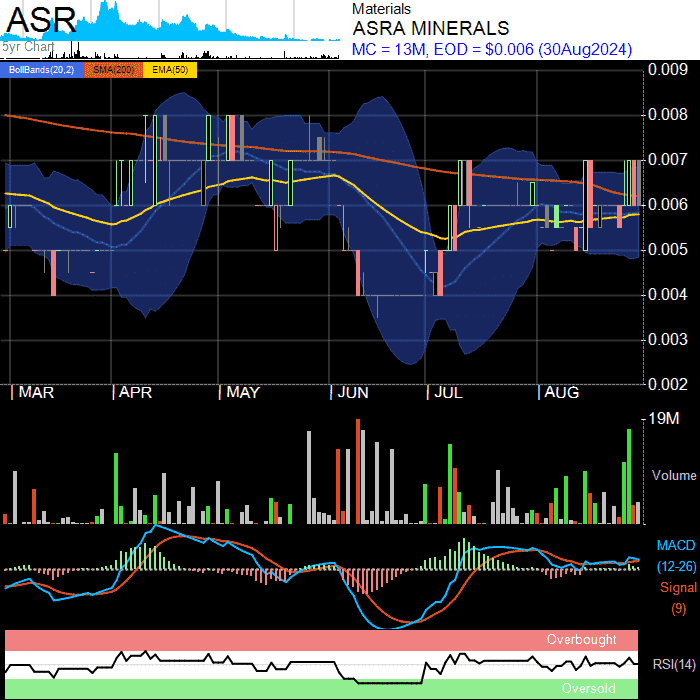 ASR
5yr Chart
Materials
ASRA MINERALS
MC = 13M, EOD = $0.006 (30Aug2024)
BollBands(20,2) SMA(200) EMA(50)
0.009
0.008
0.007
0.006
0.005
0.004
0.003
0.002
| MAR | APR | MAY | JUN | JUL | AUG
19M
Volume
MACD
(12-26)
Signal
(9)
Overbought
RSI(14)
Oversold